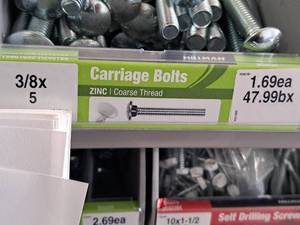 HILLMAN
Carriage Bolts
ZINC | Coarse Thread
3/8x
5
1.69ea
47.99bx
2.69ea
10x1-1/2
Self Drilling Screw